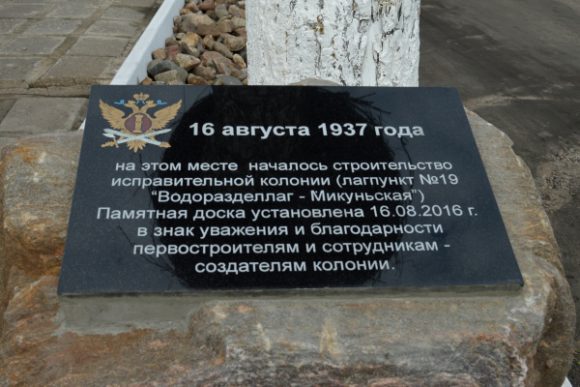 16 августа 1937 года
на этом месте началось строительство
исправительной колонии (лагпункт №19
"Водоразделлаг - Микуньская")
Памятная доска установлена 16.08.2016 г.
в знак уважения и благодарности
первостроителям и сотрудникам -
создателям колонии.